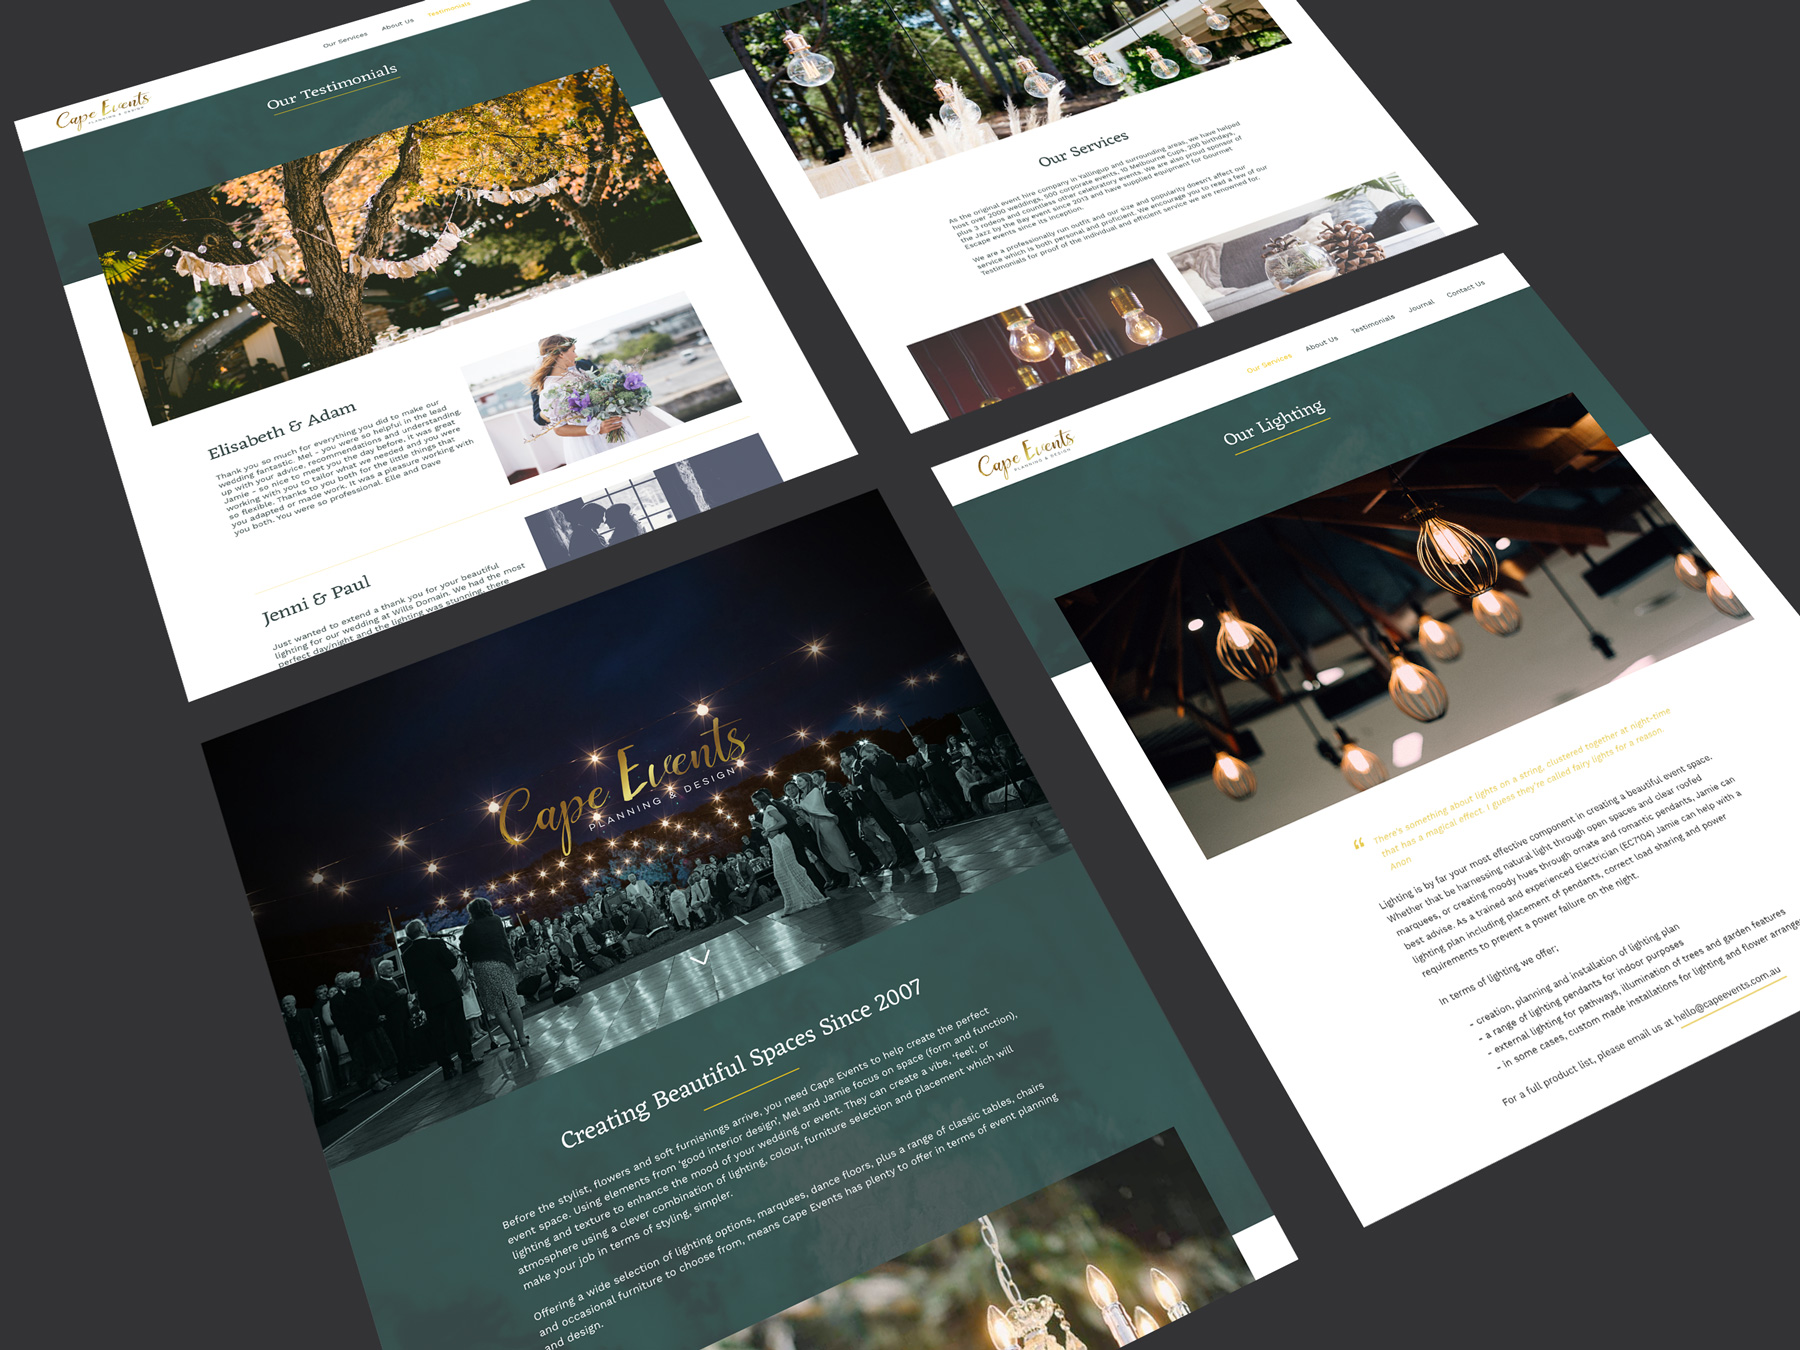 Our Services About Us Testimonials
Cape Events
PLANNING & DESIGN
Our Testimonials
Elisabeth & Adam
Thank you so much for everything you did to make our
wedding fantastic. Mel - you were so helpful in the lead
up with your advice, recommendations and understanding.
Jamie - so nice to meet you the day before, it was great
working with you to tailor what we needed and you were
so flexible. Thanks to you both for the little things that
you adapted or made work. It was a pleasure working with
you both. You were so professional. Elle and Dave
Jenni & Paul
Just wanted to extend a thank you for your beautiful
lighting for our wedding at Wills Domain. We had the most
perfect day/night and the lighting was stunning, there
Our Services
As the original event hire company in Yallingup and surrounding areas, we have helped
host over 2000 weddings, 500 corporate events, 10 Melbourne Cups, 200 birthdays,
plus 3 rodeos and countless other celebratory events. We are also proud sponsor of
the Jazz by the Bay event since 2013 and have supplied equipment for Gourmet
Escape events since its inception.
We are a professionally run outfit and our size and popularity doesn't affect our
service which is both personal and proficient. We encourage you to read a few of our
Testimonials for proof of the individual and efficient service we are renowned for.
Cape Events
PLANNING & DESIGN
Creating Beautiful Spaces Since 2007
Before the stylist, flowers and soft furnishings arrive, you need Cape Events to help create the perfect
event space. Using elements from 'good interior design', Mel and Jamie focus on space (form and function),
lighting and texture to enhance the mood of your wedding or event. They can create a vibe, 'feel', or
atmosphere using a clever combination of lighting, colour, furniture selection and placement which will
make your job in terms of styling, simpler.
Offering a wide selection of lighting options, marquees, dance floors, plus a range of classic tables, chairs
and occasional furniture to choose from, means Cape Events has plenty to offer in terms of event planning
and design.
Our Services About Us Testimonials Journal Contact Us
Cape Events
PLANNING & DESIGN
Our Lighting
“ There's something about lights on a string, clustered together at night-time
that has a magical effect. I guess they're called fairy lights for a reason.
Anon
Lighting is by far your most effective component in creating a beautiful event space.
Whether that be harnessing natural light through open spaces and clear roofed
marquees, or creating moody hues through ornate and romantic pendants, Jamie can
best advise. As a trained and experienced Electrician (EC7704) Jamie can help with a
lighting plan including placement of pendants, correct load sharing and power
requirements to prevent a power failure on the night.
In terms of lighting we offer;
- creation, planning and installation of lighting plan
- a range of lighting pendants for indoor purposes
- external lighting for pathways, illumination of trees and garden features
- in some cases, custom made installations for lighting and flower arrange
For a full product list, please email us at hello@capeevents.com.au